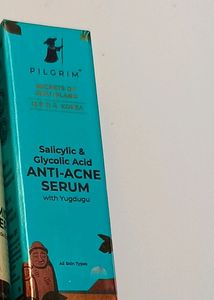 PILGRIM
SECRETS OF
JEJU ISLAND
KOREA
Salicylic &
Glycolic Acid
ANTI-ACNE
SERUM
with Yugdugu
All Skin Types